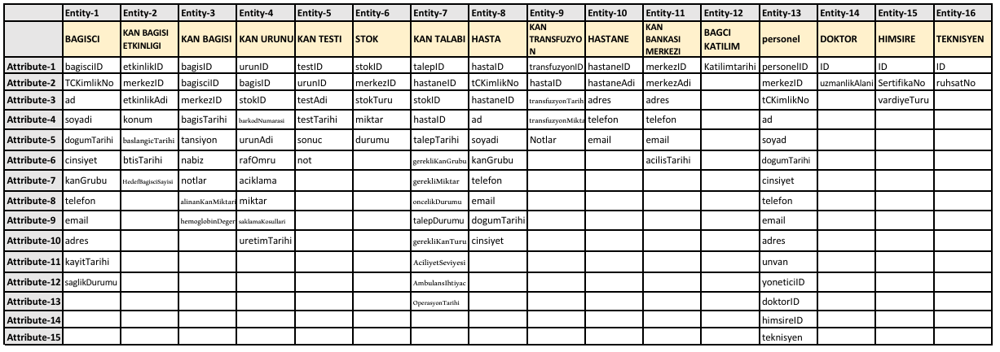 Entity-1 Entity-2 Entity-3 Entity-4 Entity-5 Entity-6 Entity-7 Entity-8 Entity-9 Entity-10 Entity-11 Entity-12 Entity-13 Entity-14 Entity-15 Entity-16
BAGISCI KAN BAGISI ETKINLIGI KAN BAGISI KAN URUNU KAN TESTI STOK KAN TALABI HASTA KAN TRANSFUZYON HASTANE KAN BANKASI MERKEZI BAGCI KATILIM personel DOKTOR HIMSIRE TEKNISYEN
Attribute-1 bagisciID etkinlikID bagisID urunID testID stokID talepID hastaID transfuzyonID hastaneID merkezID Katilimtarihi personelID ID ID ID
Attribute-2 TCKimlikNo merkezID bagisciID bagisID urunID merkezID hastaneID tCKimlikNo hastaID hastaneAdi merkezAdi merkezID uzmanlikAlani SertifikaNo ruhsatNo
Attribute-3 ad etkinlikAdi merkezID stokID testAdi stokTuru stokID hastaneID transfuzyonTarih adres adres tCKimlikNo vardiyeTuru
Attribute-4 soyadi konum bagisTarihi barkodNumarasi testTarihi miktar hastaID ad transfuzyonMikta telefon telefon ad
Attribute-5 dogumTarihi baslangicTarihi tansiyon urunAdi sonuc durumu talepTarihi soyadi Notlar email email soyad
Attribute-6 cinsiyet btisTarihi nabiz rafOmru not gerekliKanGrubu kanGrubu acilisTarihi dogumTarihi
Attribute-7 kanGrubu HedefBagisciSayisi notlar aciklama gerekliMiktar telefon cinsiyet
Attribute-8 telefon alinanKanMiktari miktar oncelikDurumu email telefon
Attribute-9 email hemoglobinDeger saklamaKosullari talepDurumu dogumTarihi email
Attribute-10 adres uretimTarihi gerekliKanTuru cinsiyet adres
Attribute-11 kayitTarihi AciliyetSeviyesi unvan
Attribute-12 saglikDurumu AmbulansIhtiyac yoneticiID
Attribute-13 OperasyonTarihi doktorID
Attribute-14 himsireID
Attribute-15 teknisyen